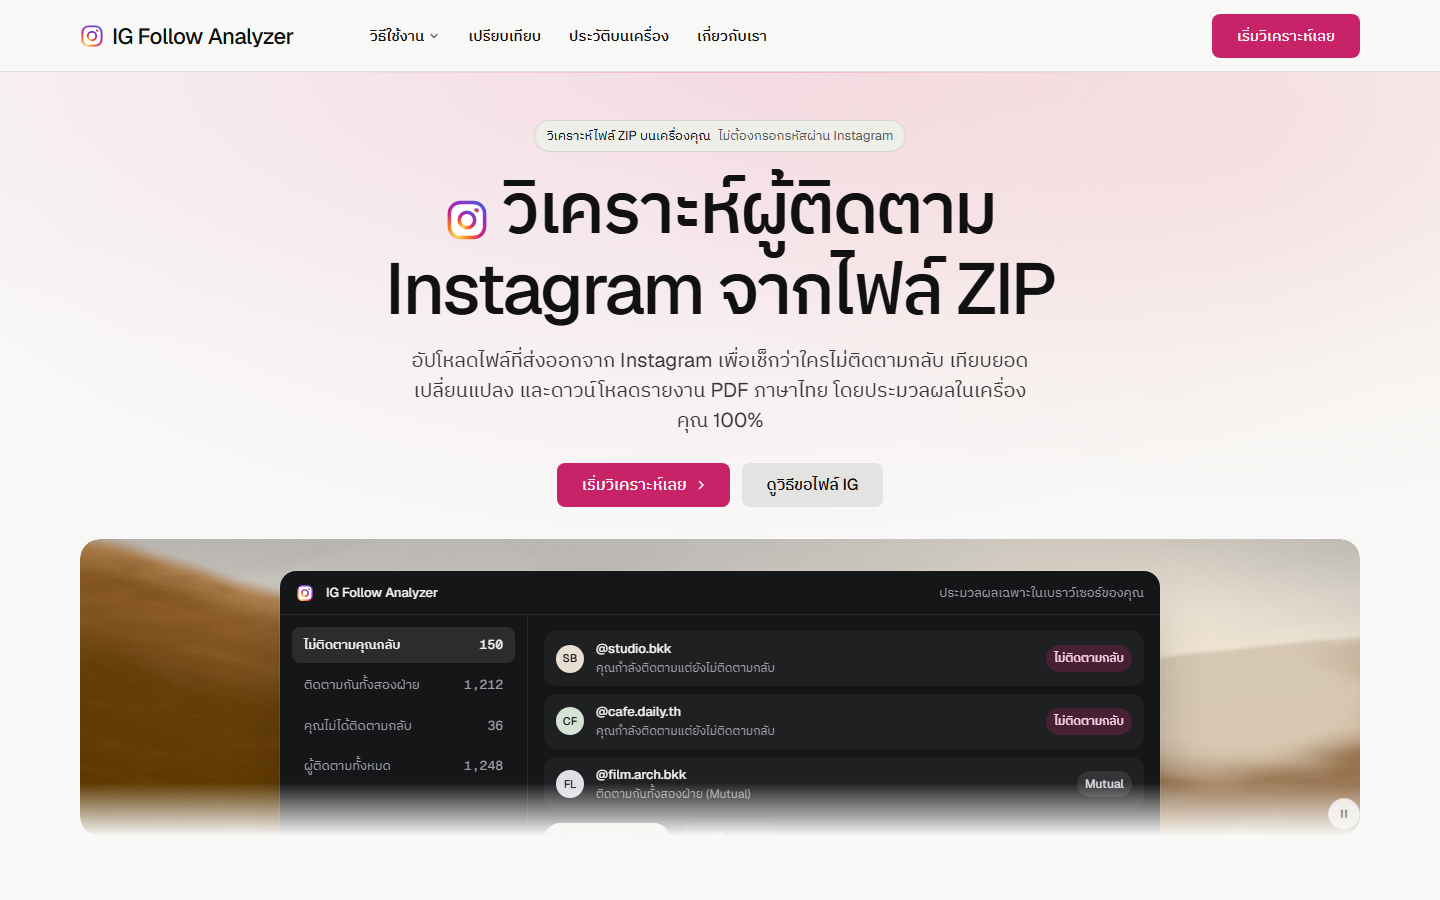 IG Follow Analyzer
วิธีใช้งาน
เปรียบเทียบ
ประวัติบนเครื่อง
เกี่ยวกับเรา
เริ่มวิเคราะห์เลย
วิเคราะห์ไฟล์ ZIP บนเครื่องคุณ ไม่ต้องกรอกรหัสผ่าน Instagram
วิเคราะห์ผู้ติดตาม
Instagram จากไฟล์ ZIP
อัปโหลดไฟล์ที่ส่งออกจาก Instagram เพื่อเช็กว่าใครไม่ติดตามกลับ เทียบยอด
เปลี่ยนแปลง และดาวน์โหลดรายงาน PDF ภาษาไทย โดยประมวลผลในเครื่อง
คุณ 100%
เริ่มวิเคราะห์เลย
ดูวิธีขอไฟล์ IG
IG Follow Analyzer
ประมวลผลเฉพาะในเบราว์เซอร์ของคุณ
ไม่ติดตามคุณกลับ 150
ติดตามกันทั้งสองฝ่าย 1,212
คุณไม่ได้ติดตามกลับ 36
ผู้ติดตามทั้งหมด 1,248
SB
@studio.bkk
คุณกำลังติดตามแต่ยังไม่ติดตามกลับ
ไม่ติดตามกลับ
CF
@cafe.daily.th
คุณกำลังติดตามแต่ยังไม่ติดตามกลับ
ไม่ติดตามกลับ
FL
@film.arch.bkk
ติดตามกันทั้งสองฝ่าย (Mutual)
Mutual